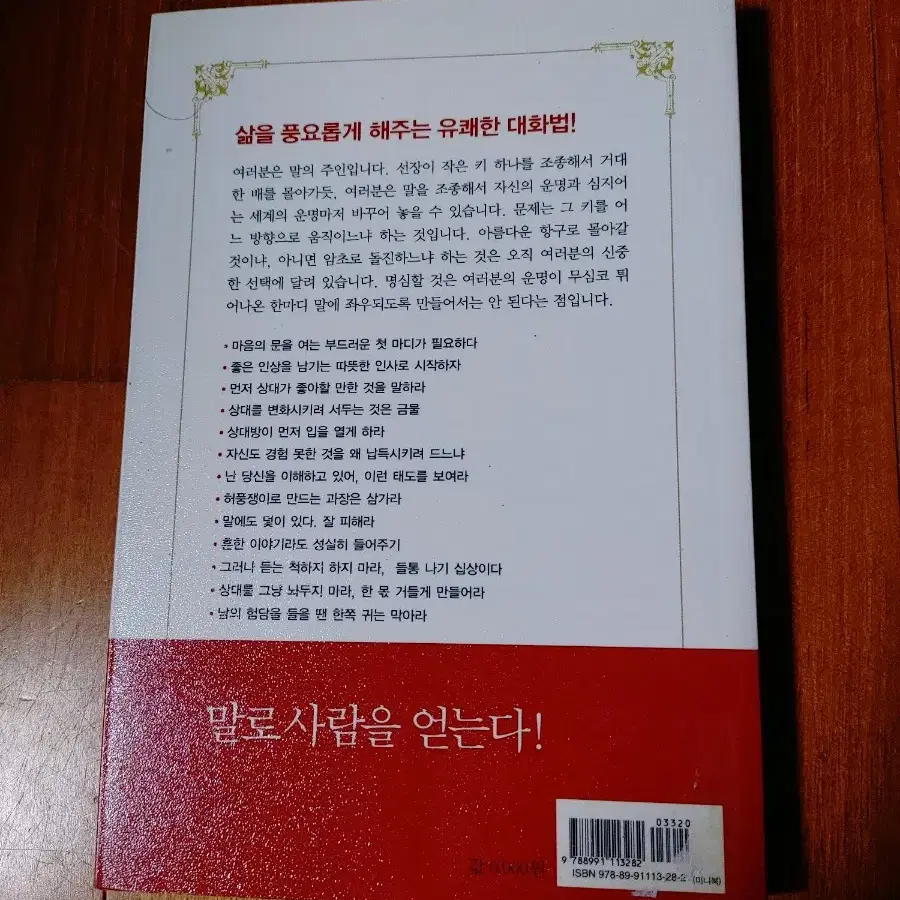 삶을 풍요롭게 해주는 유쾌한 대화법!
여러분은 말의 주인입니다. 선장이 작은 키 하나를 조종해서 거대
한 배를 몰아가듯, 여러분은 말을 조종해서 자신의 운명과 심지어
는 세계의 운명마저 바꾸어 놓을 수 있습니다. 문제는 그 키를 어
느 방향으로 움직이느냐 하는 것입니다. 아름다운 항구로 몰아갈
것이냐, 아니면 암초로 돌진하느냐 하는 것은 오직 여러분의 신중
한 선택에 달려 있습니다. 명심할 것은 여러분의 운명이 무심코 튀
어나온 한마디 말에 좌우되도록 만들어서는 안 된다는 점입니다.
• 마음의 문을 여는 부드러운 첫 마디가 필요하다
• 좋은 인상을 남기는 따뜻한 인사로 시작하자
• 먼저 상대가 좋아할 만한 것을 말하라
• 상대를 변화시키려 서두는 것은 금물
• 상대방이 먼저 입을 열게 하라
• 자신도 경험 못한 것을 왜 납득시키려 드느냐
• 난 당신을 이해하고 있어, 이런 태도를 보여라
• 허풍쟁이로 만드는 과장은 삼가라
• 말에도 덫이 있다. 잘 피해라
• 흔한 이야기라도 성실히 들어주기
• 그러나 듣는 척하지 하지 마라, 들통 나기 십상이다
• 상대를 그냥 놔두지 마라, 한 몫 거들게 만들어라
• 남의 험담을 들을 땐 한쪽 귀는 막아라
말로 사람을 얻는다!
03320
9 788991 113282
ISBN 978-89-91113-28-2 (미니북)
값